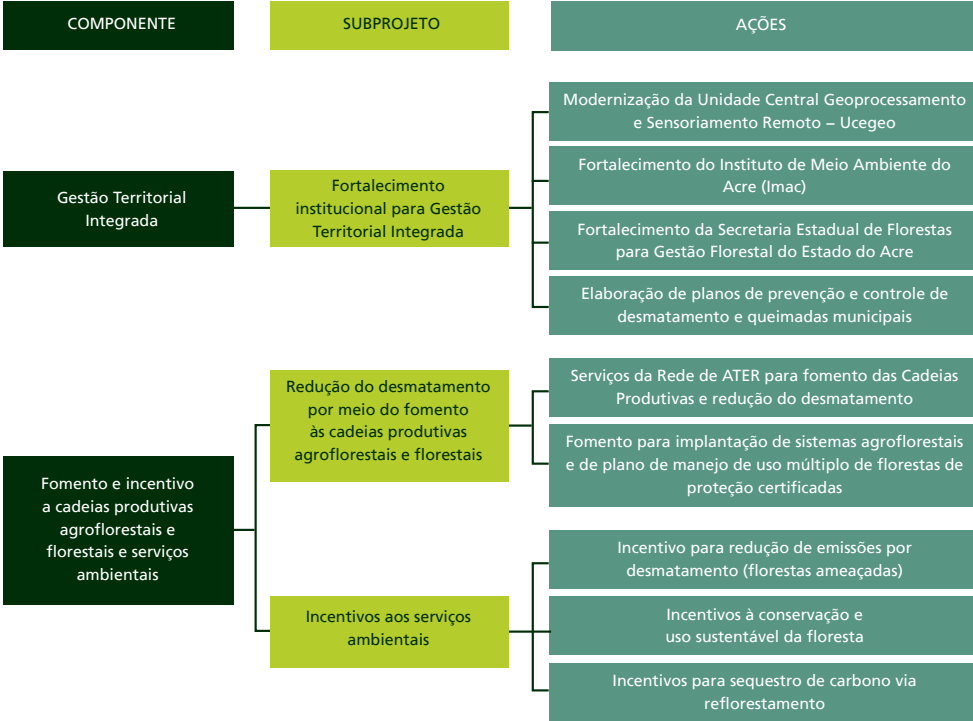 COMPONENTE
SUBPROJETO
AÇÕES
Gestão Territorial
Integrada
Fortalecimento
institucional para Gestão
Territorial Integrada
Modernização da Unidade Central Geoprocessamento
e Sensoriamento Remoto – Ucegeo
Fortalecimento do Instituto de Meio Ambiente do
Acre (Imac)
Fortalecimento da Secretaria Estadual de Florestas
para Gestão Florestal do Estado do Acre
Elaboração de planos de prevenção e controle de
desmatamento e queimadas municipais
Fomento e incentivo
a cadeias produtivas
agroflorestais e
florestais e serviços
ambientais
Redução do desmatamento
por meio do fomento
às cadeias produtivas
agroflorestais e florestais
Serviços da Rede de ATER para fomento das Cadeias
Produtivas e redução do desmatamento
Fomento para implantação de sistemas agroflorestais
e de plano de manejo de uso múltiplo de florestas de
proteção certificadas
Incentivos aos serviços
ambientais
Incentivo para redução de emissões por
desmatamento (florestas ameaçadas)
Incentivos à conservação e
uso sustentável da floresta
Incentivos para sequestro de carbono via
reflorestamento